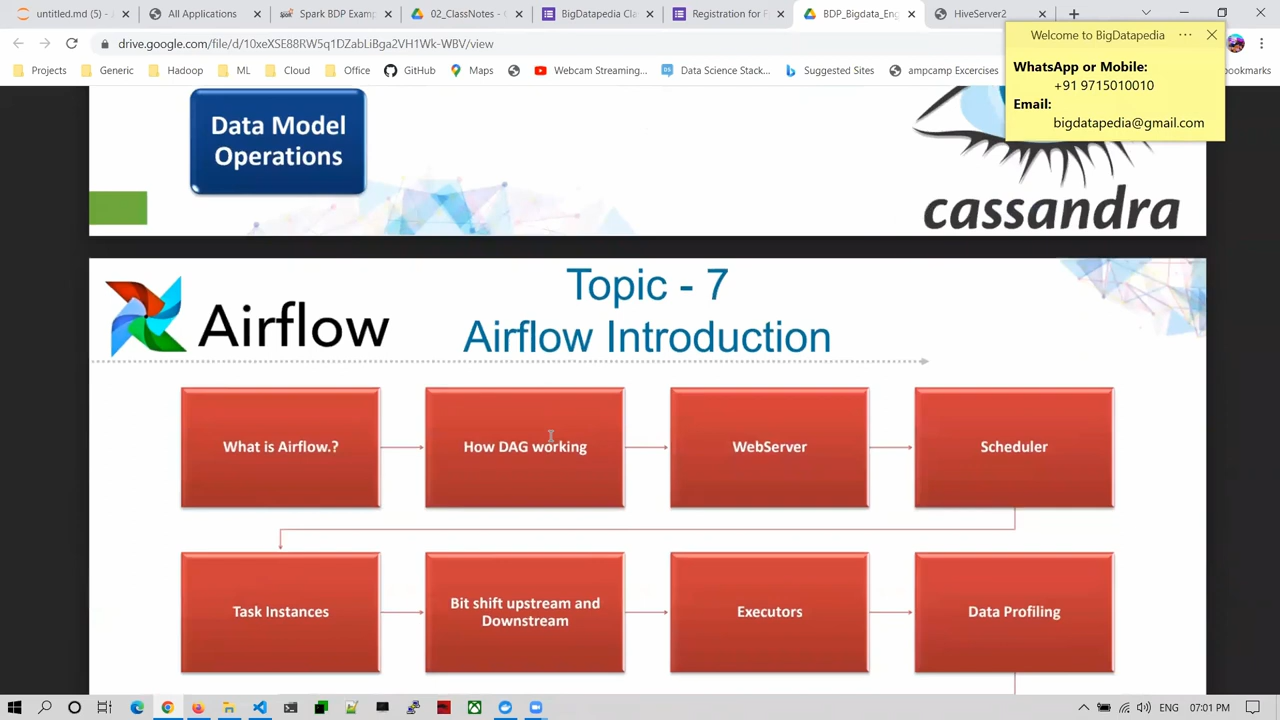 untitled.md (5) - J
All Applications
Spark BDP Examp
02_ClassNotes - G
BigDatapedia Cla
Registration for F
BDP_Bigdata_Eng
HiveServer2
drive.google.com/file/d/10xeXSE88RW5q1DZabLiBga2VH1Wk-WBV/view
Projects
Generic
Hadoop
ML
Cloud
Office
GitHub
Maps
Webcam Streaming...
Data Science Stack...
Suggested Sites
ampcamp Excercises
bookmarks
Welcome to BigDatapedia
WhatsApp or Mobile:
+91 9715010010
Email:
bigdatapedia@gmail.com
Data Model
Operations
cassandra
Airflow
Topic - 7
Airflow Introduction
What is Airflow.?
How DAG working
WebServer
Scheduler
Task Instances
Bit shift upstream and
Downstream
Executors
Data Profiling
ENG
07:01 PM